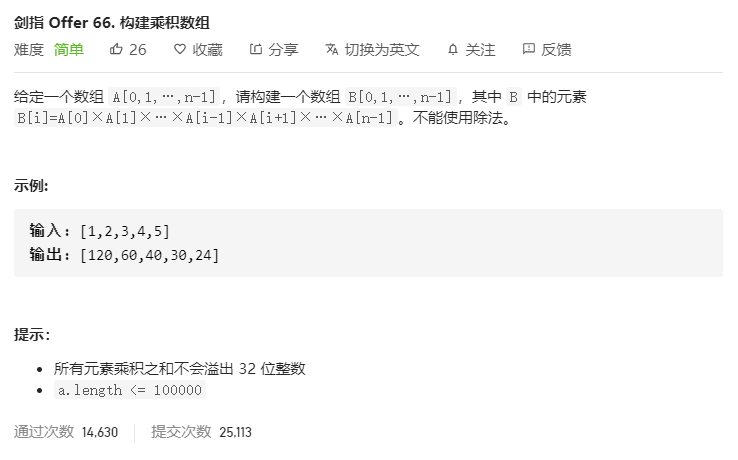 剑指 Offer 66. 构建乘积数组
难度 简单 26 收藏 分享 切换为英文 关注 反馈
给定一个数组 A[0,1,…,n-1]，请构建一个数组 B[0,1,…,n-1]，其中 B 中的元素
B[i]=A[0]×A[1]×…×A[i-1]×A[i+1]×…×A[n-1]。不能使用除法。
示例:
输入: [1,2,3,4,5]
输出: [120,60,40,30,24]
提示：
• 所有元素乘积之和不会溢出 32 位整数
• a.length <= 100000
通过次数 14,630 提交次数 25,113